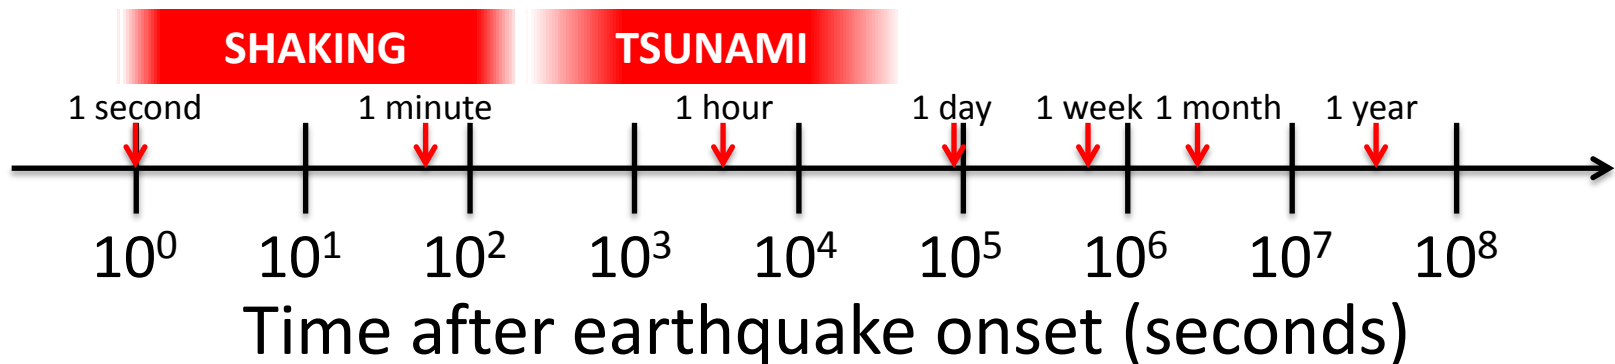 SHAKING TSUNAMI
1 second 1 minute 1 hour 1 day 1 week 1 month 1 year
10⁰ 10¹ 10² 10³ 10⁴ 10⁵ 10⁶ 10⁷ 10⁸
Time after earthquake onset (seconds)